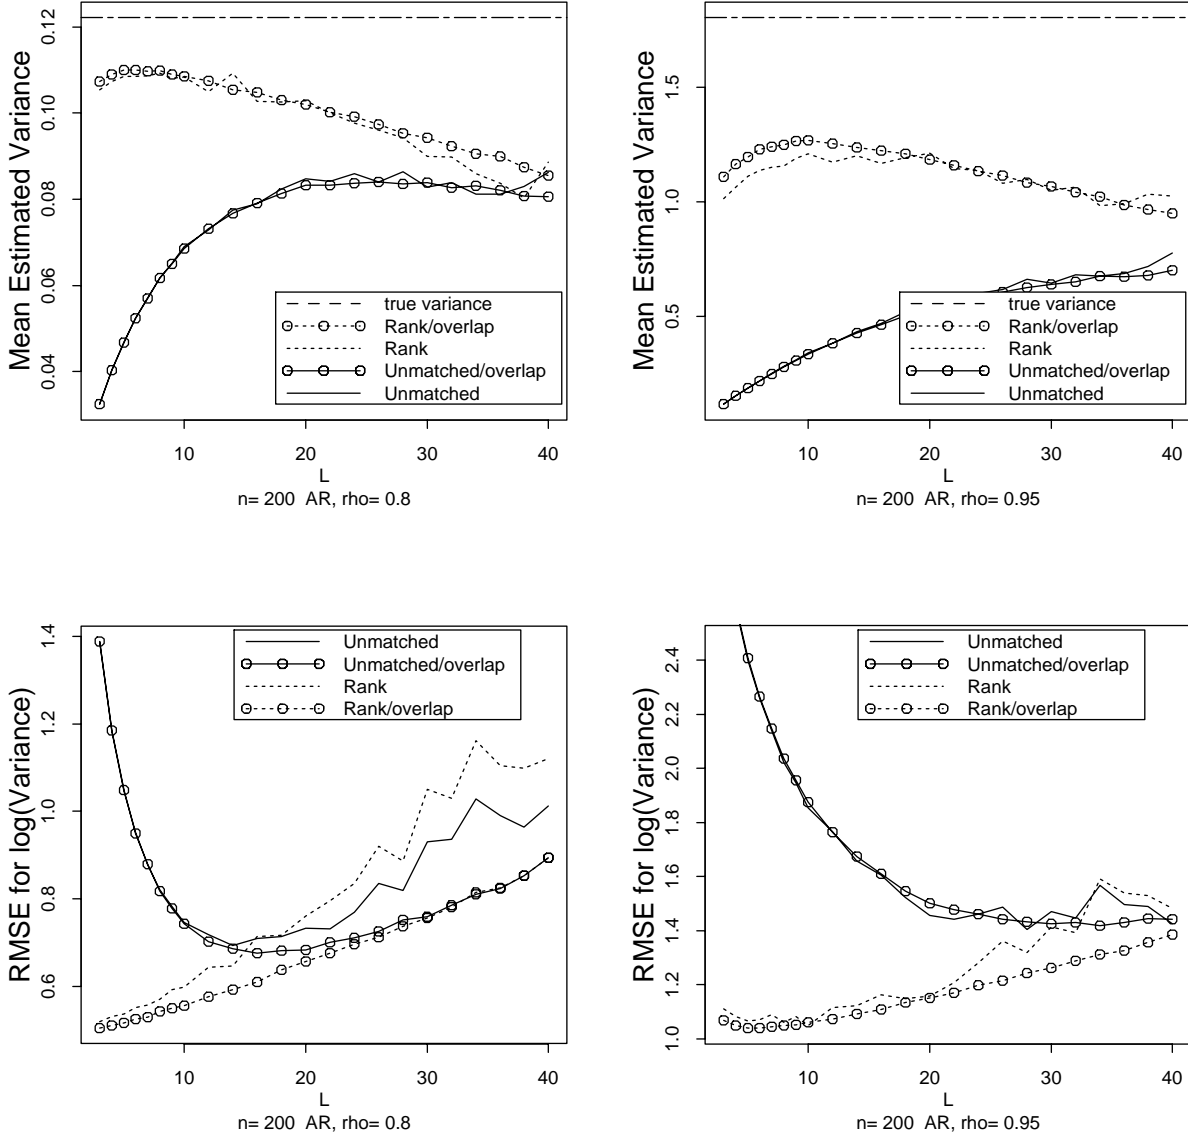 Mean Estimated Variance
0.04 0.06 0.08 0.10 0.12
true variance
Rank/overlap
Rank
Unmatched/overlap
Unmatched
10 20 30 40
L
n= 200 AR, rho= 0.8
Mean Estimated Variance
0.5 1.0 1.5
true variance
Rank/overlap
Rank
Unmatched/overlap
Unmatched
10 20 30 40
L
n= 200 AR, rho= 0.95
RMSE for log(Variance)
0.6 0.8 1.0 1.2 1.4
Unmatched
Unmatched/overlap
Rank
Rank/overlap
10 20 30 40
L
n= 200 AR, rho= 0.8
RMSE for log(Variance)
1.0 1.2 1.4 1.6 1.8 2.0 2.2 2.4
Unmatched
Unmatched/overlap
Rank
Rank/overlap
10 20 30 40
L
n= 200 AR, rho= 0.95